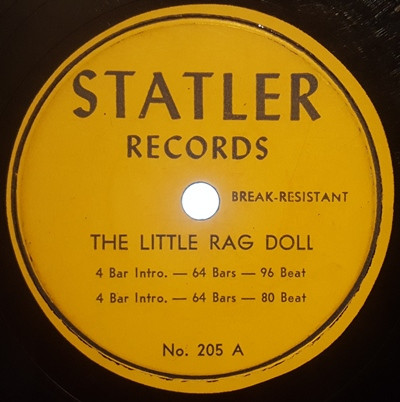 STATLER
RECORDS
BREAK-RESISTANT
THE LITTLE RAG DOLL
4 Bar Intro. — 64 Bars — 96 Beat
4 Bar Intro. — 64 Bars — 80 Beat
No. 205 A